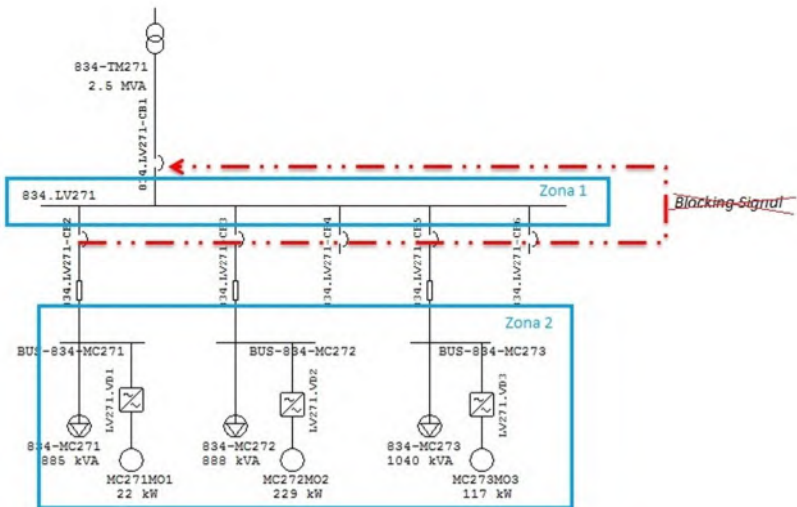 834-TM271
2.5 MVA
834.LV271-CB1
834.LV271
Zona 1
Blocking Signal
834.LV271-CB2
834.LV271-CB3
834.LV271-CB4
834.LV271-CB5
834.LV271-CB6
Zona 2
BUS-834-MC271
BUS-834-MC272
BUS-834-MC273
LV271.VD1
LV271.VD2
LV271.VD3
834-MC271
885 kVA
834-MC272
888 kVA
834-MC273
1040 kVA
MC271MO1
22 kW
MC272MO2
229 kW
MC273MO3
117 kW